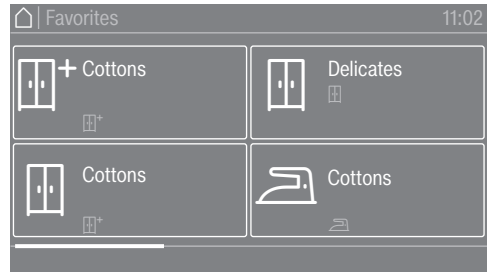 Favorites 11:02
+ Cottons
Delicates
Cottons
Cottons